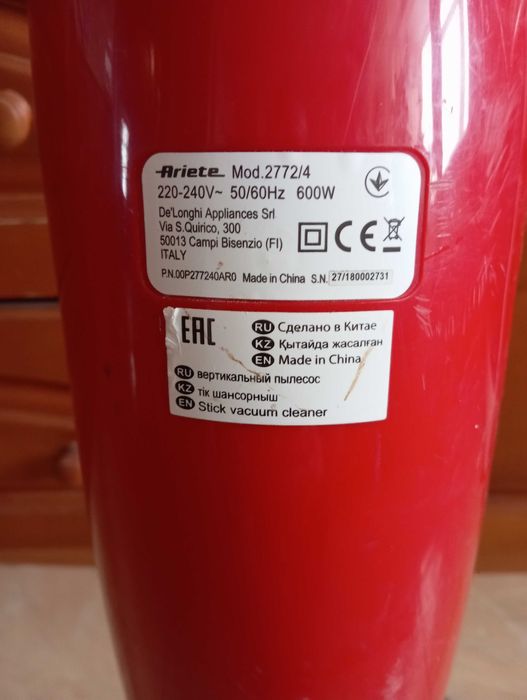 Ariete Mod.2772/4
220-240V~ 50/60Hz 600W
De'Longhi Appliances Srl
Via S.Quirico, 300
50013 Campi Bisenzio (FI)
ITALY
CE
P.N.00P277240AR0 Made in China S.N. 27/180002731
EAC
RU Сделано в Китае
KZ Қытайда жасалған
EN Made in China
RU вертикальный пылесос
KZ тік шансорныш
EN Stick vacuum cleaner